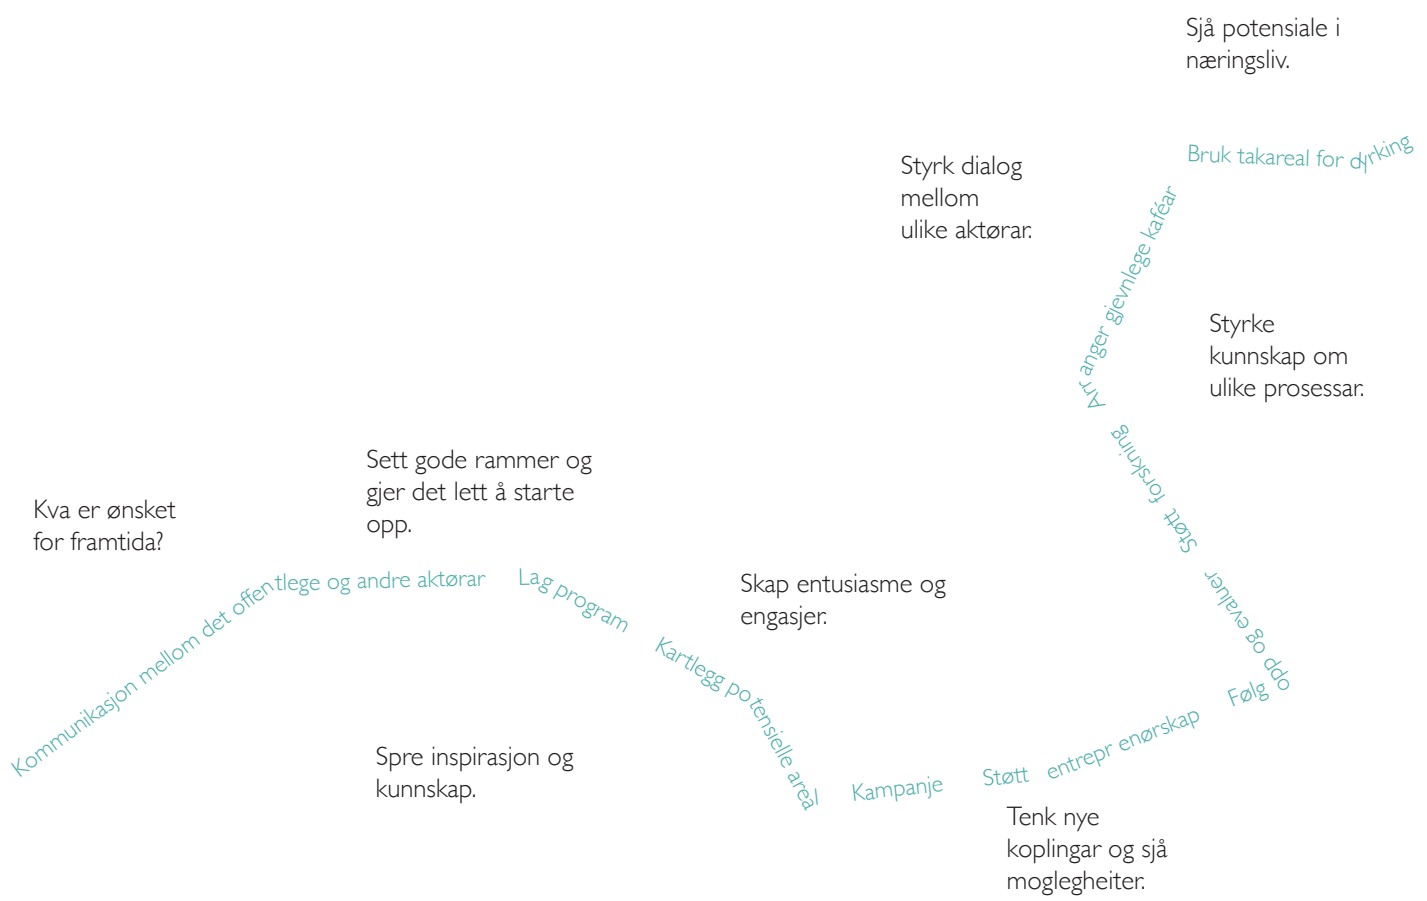 Sjå potensiale i
næringsliv.
Bruk takareal for dyrking
Styrk dialog
mellom
ulike aktørar.
Arranger gjevnlege kaféar
Styrke
kunnskap om
ulike prosessar.
Støtt forskning
Sett gode rammer og
gjer det lett å starte
opp.
Kva er ønsket
for framtida?
Kommunikasjon mellom det offentlege og andre aktørar
Lag program
Skap entusiasme og
engasjer.
Kartlegg potensielle areal
Følg opp og evaluer
Spre inspirasjon og
kunnskap.
Kampanje
Støtt entreprenørskap
Tenk nye
koplingar og sjå
moglegheiter.